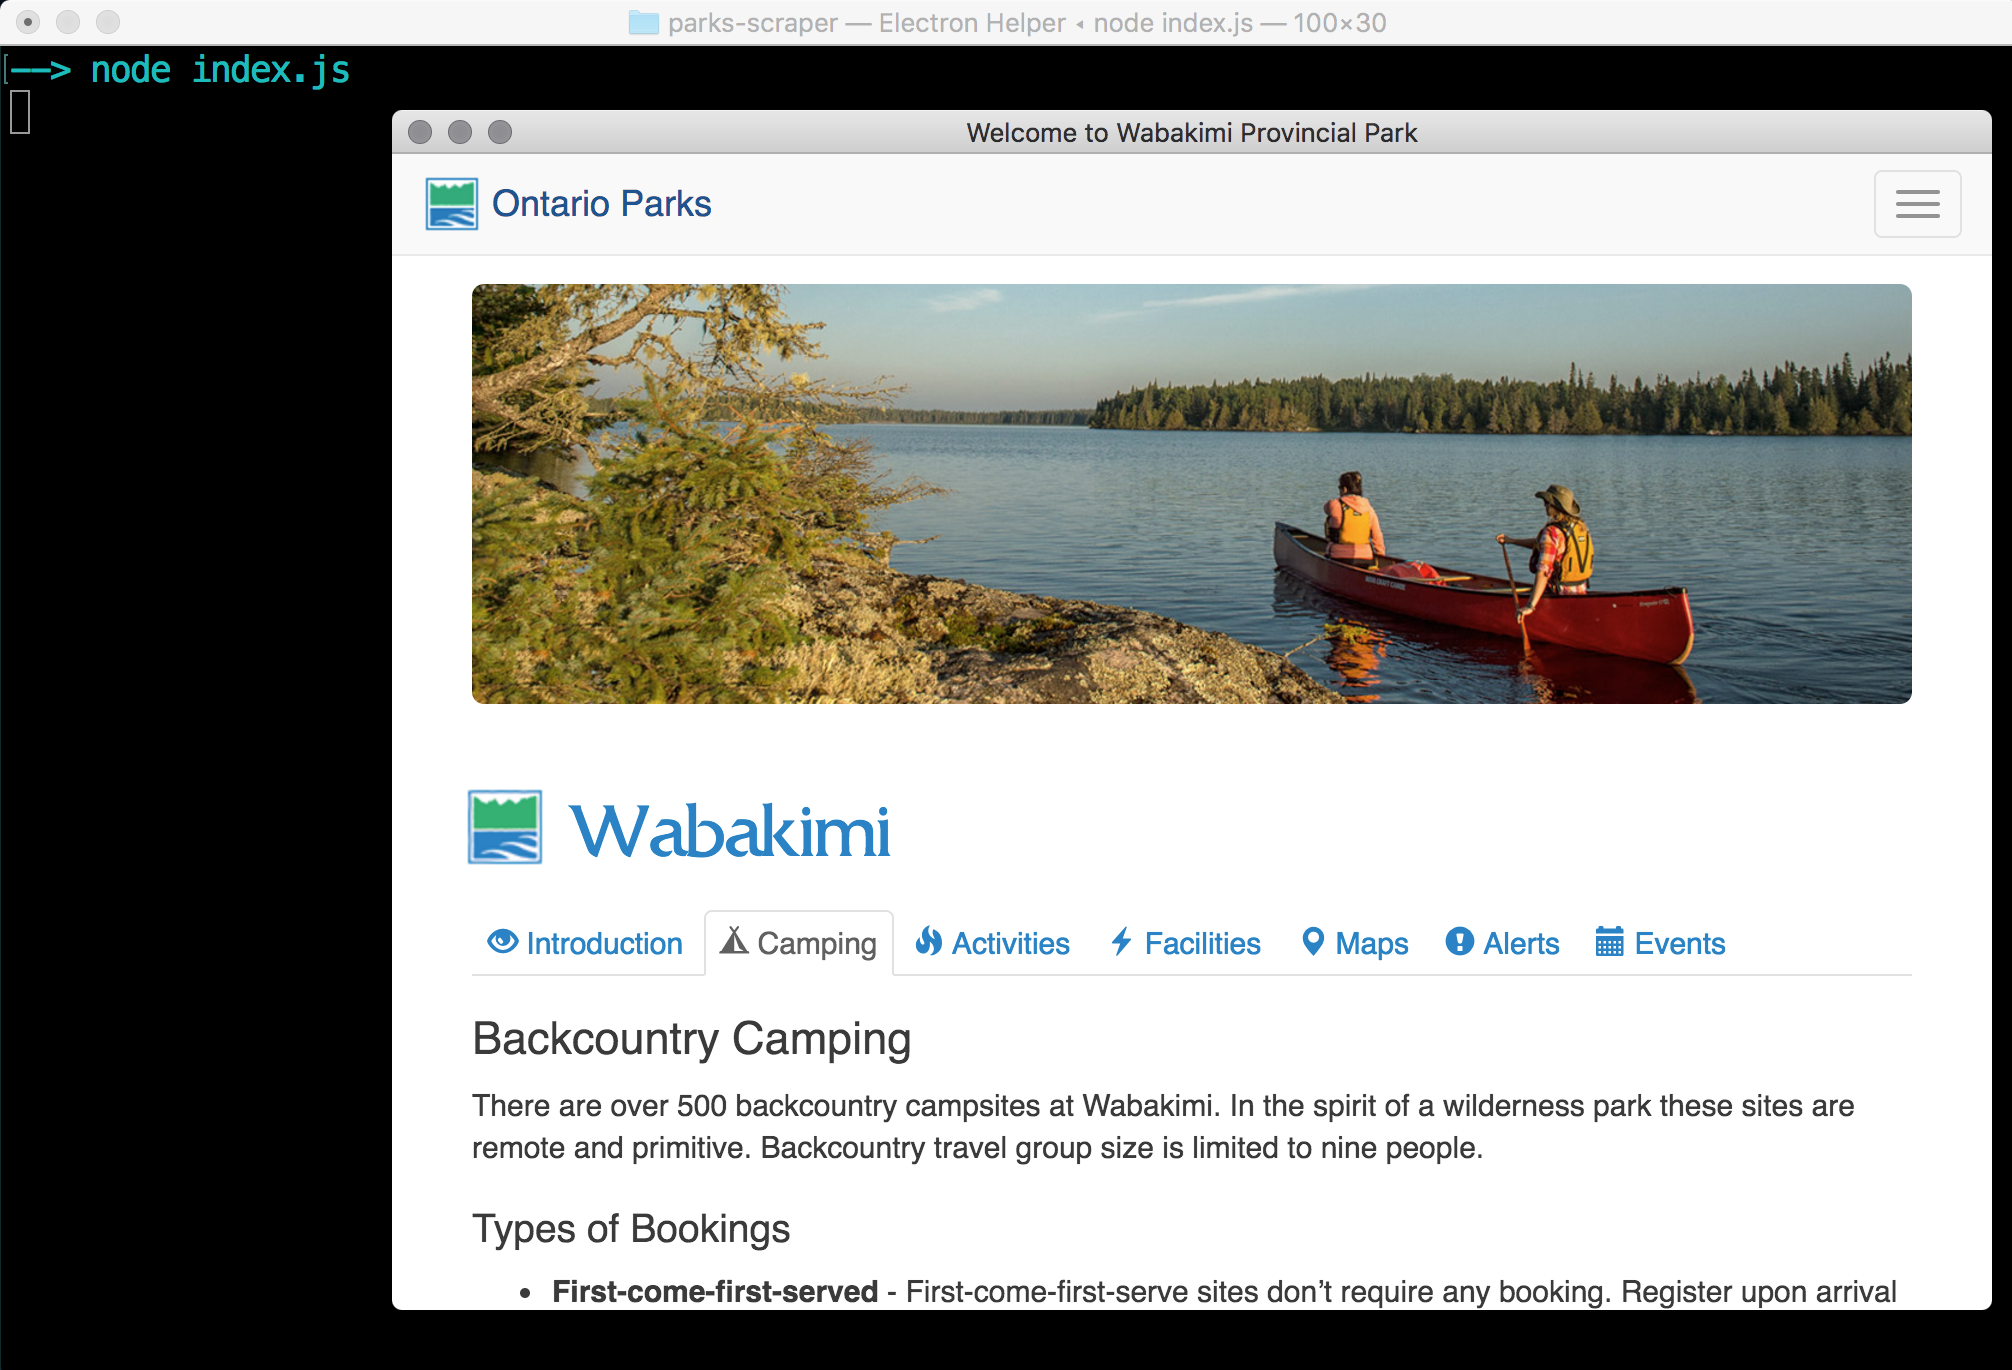 parks-scraper — Electron Helper ◂ node index.js — 100×30
[--> node index.js
Welcome to Wabakimi Provincial Park
Ontario Parks
Wabakimi
Introduction Camping Activities Facilities Maps Alerts Events
Backcountry Camping
There are over 500 backcountry campsites at Wabakimi. In the spirit of a wilderness park these sites are
remote and primitive. Backcountry travel group size is limited to nine people.
Types of Bookings
• First-come-first-served - First-come-first-serve sites don’t require any booking. Register upon arrival